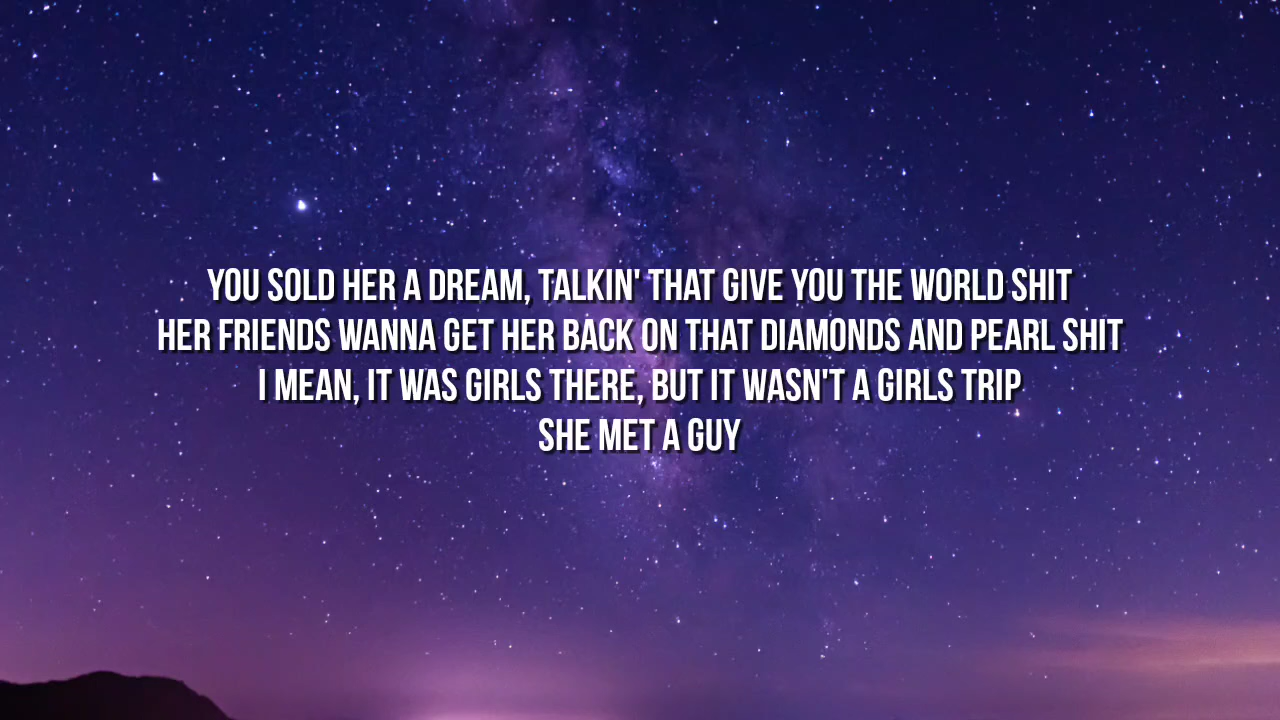 YOU SOLD HER A DREAM, TALKIN' THAT GIVE YOU THE WORLD SHIT
HER FRIENDS WANNA GET HER BACK ON THAT DIAMONDS AND PEARL SHIT
I MEAN, IT WAS GIRLS THERE, BUT IT WASN'T A GIRLS TRIP
SHE MET A GUY